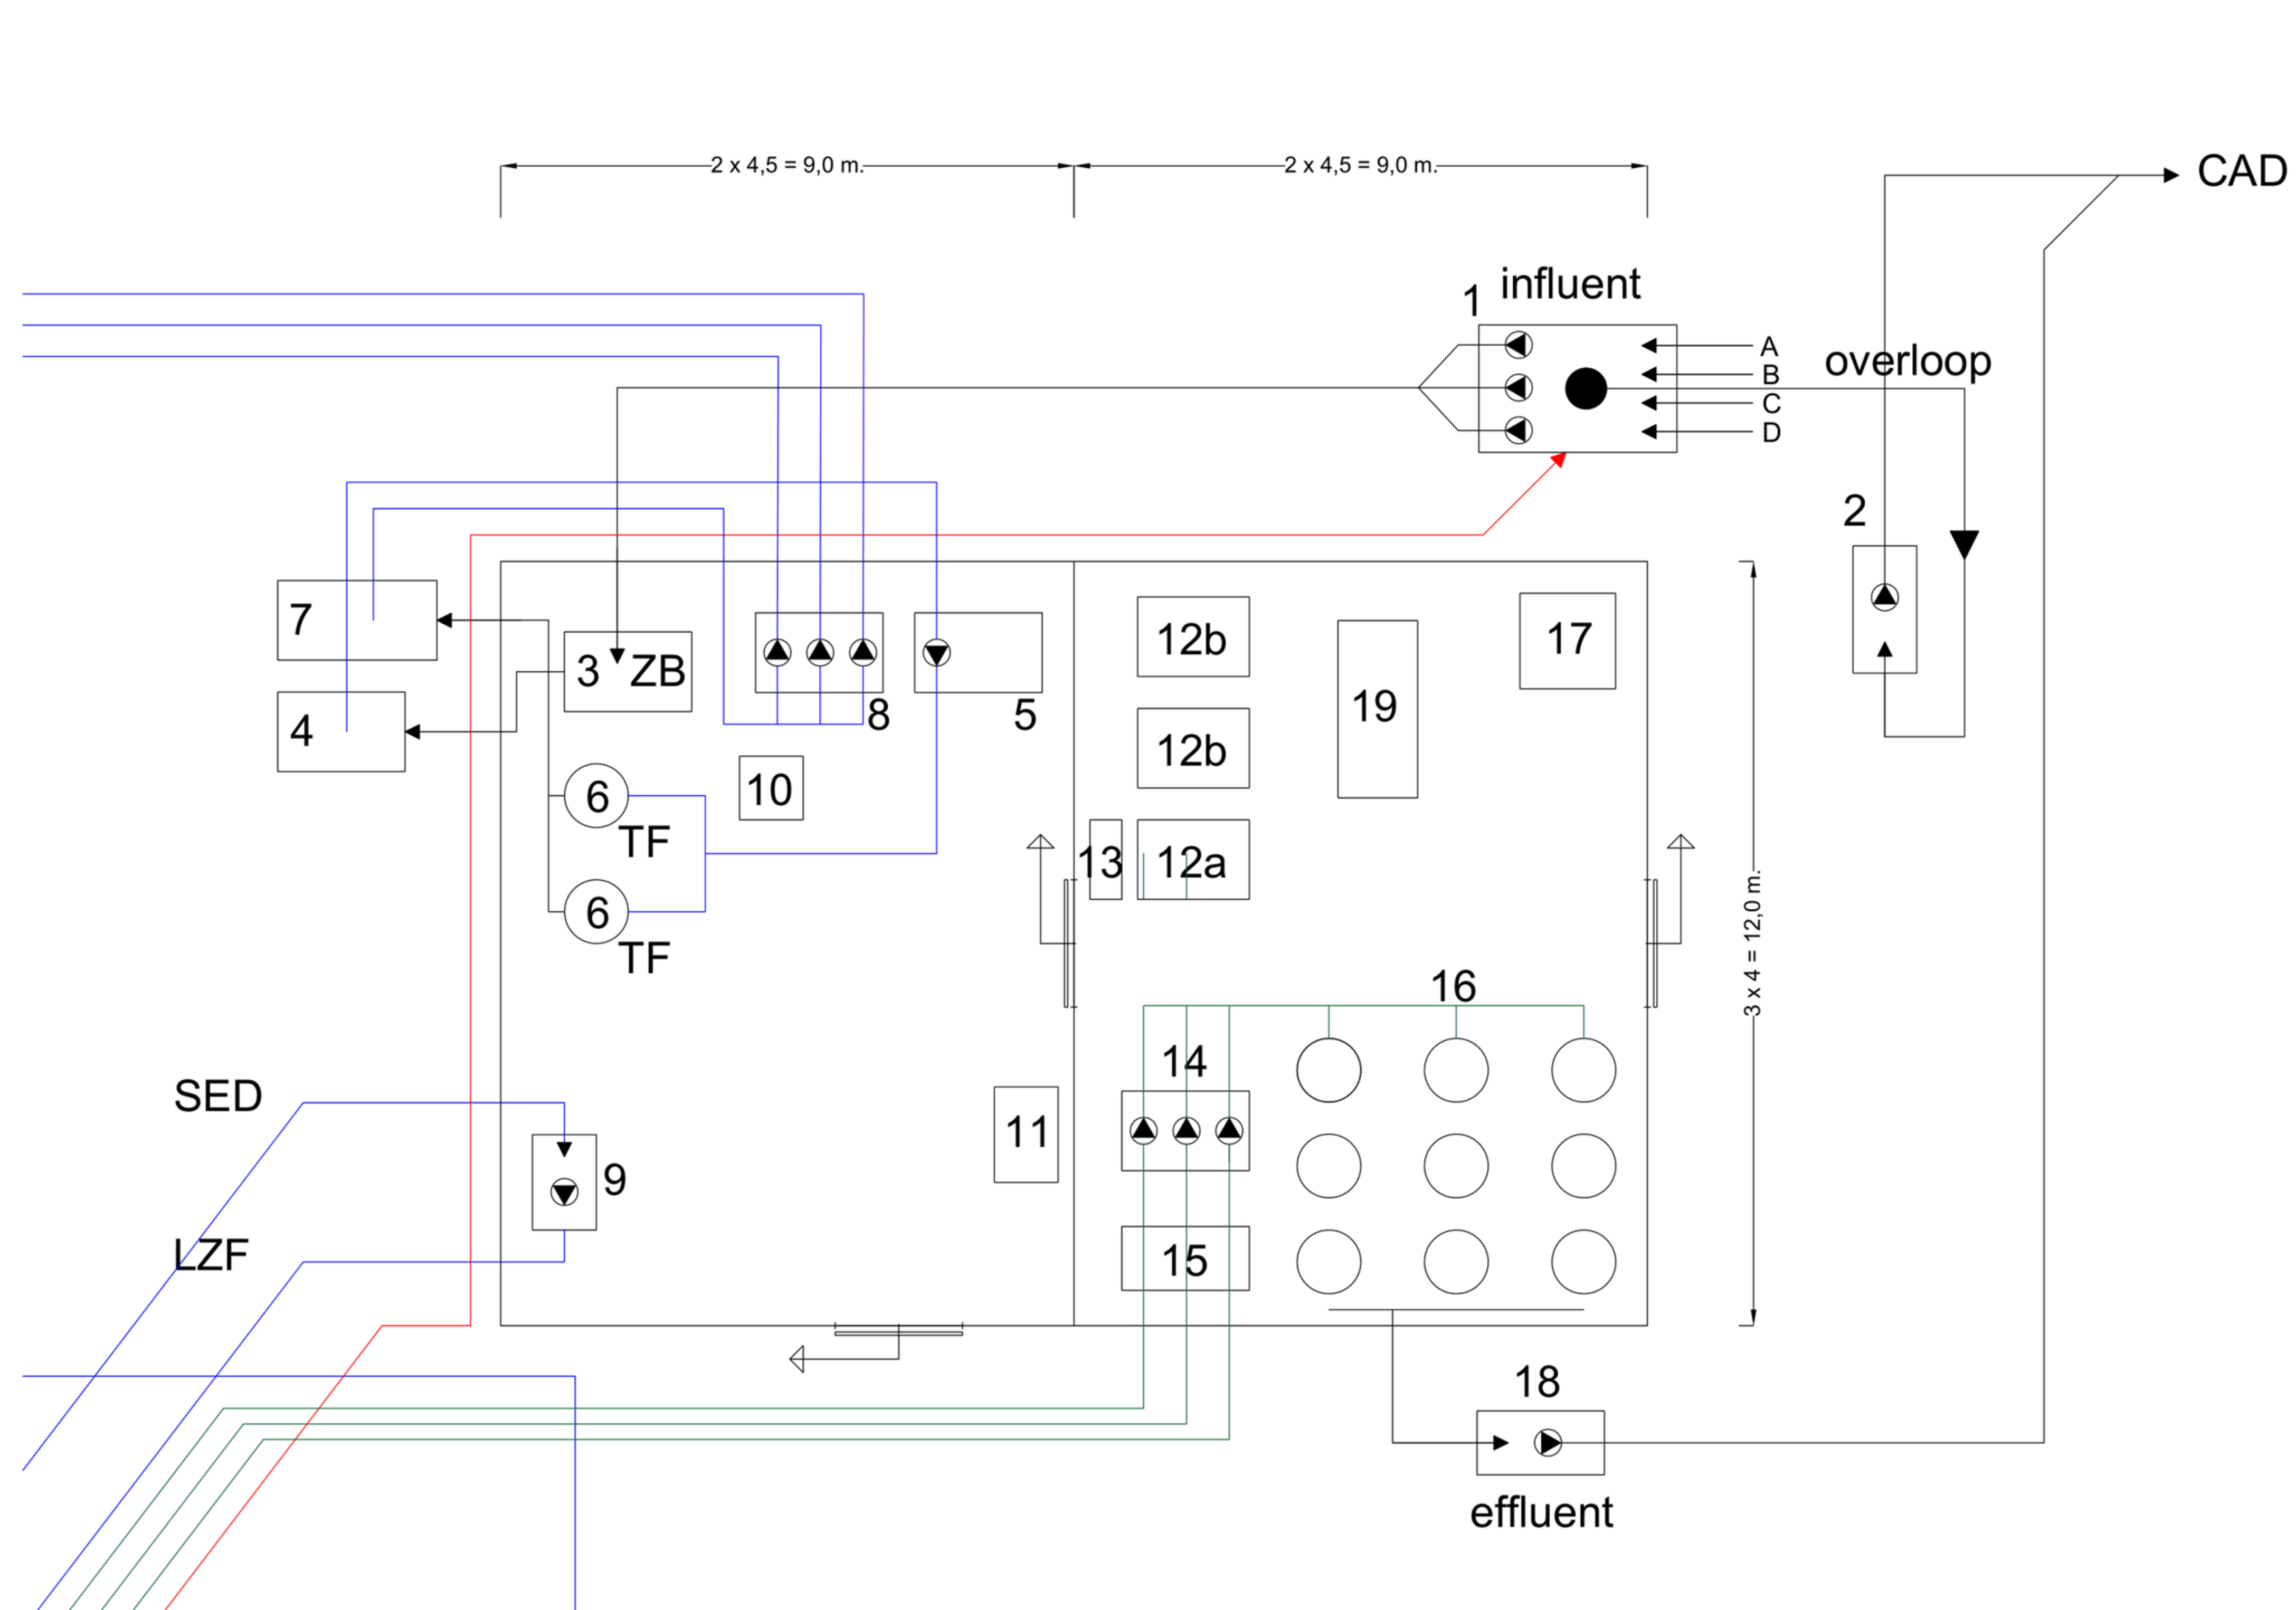 2 x 4,5 = 9,0 m.
2 x 4,5 = 9,0 m.
CAD
influent
1
A
B
C
D
overloop
2
7
3 ZB
4
8
5
10
6
TF
6
TF
12b
12b
13
12a
19
17
3 x 4 = 12,0 m.
16
14
SED
11
9
LZF
15
18
effluent